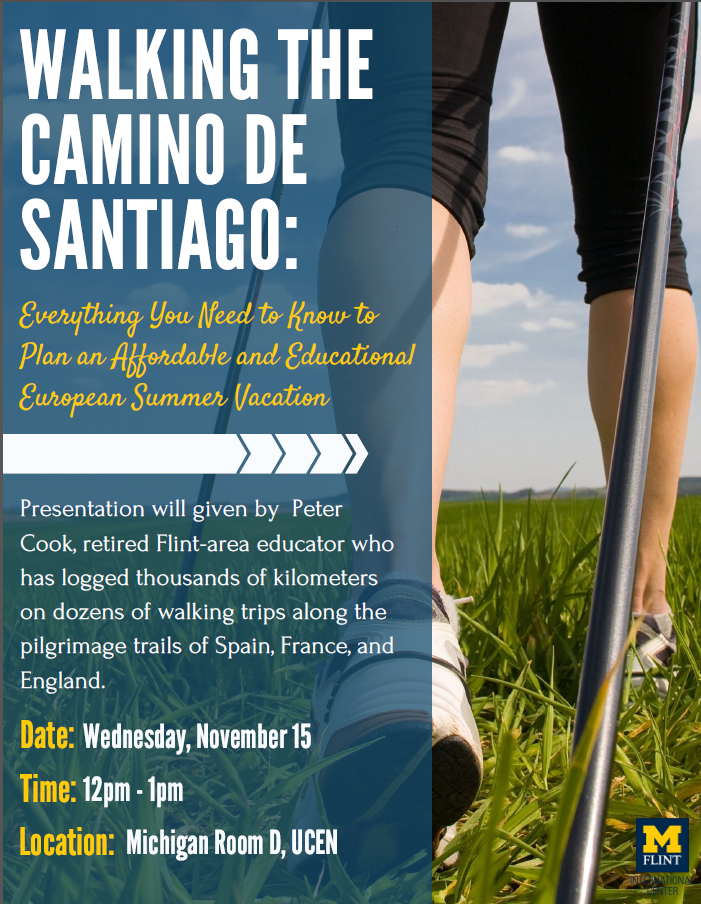 WALKING THE
CAMINO DE
SANTIAGO:
Everything You Need to Know to
Plan an Affordable and Educational
European Summer Vacation
Presentation will given by Peter
Cook, retired Flint-area educator who
has logged thousands of kilometers
on dozens of walking trips along the
pilgrimage trails of Spain, France, and
England.
Date: Wednesday, November 15
Time: 12pm - 1pm
Location: Michigan Room D, UCEN
M
FLINT
INTERNATIONAL
CENTER